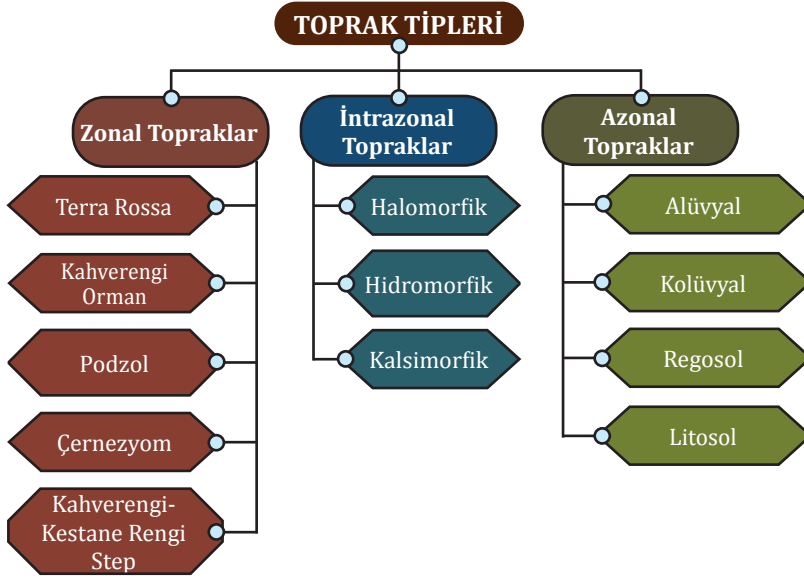 TOPRAK TİPLERİ
Zonal Topraklar
Terra Rossa
Kahverengi
Orman
Podzol
Çernezyom
Kahverengi-
Kestane Rengi
Step
İntrazonal
Topraklar
Halomorfik
Hidromorfik
Kalsimorfik
Azonal
Topraklar
Alüvyal
Kolüvyal
Regosol
Litosol